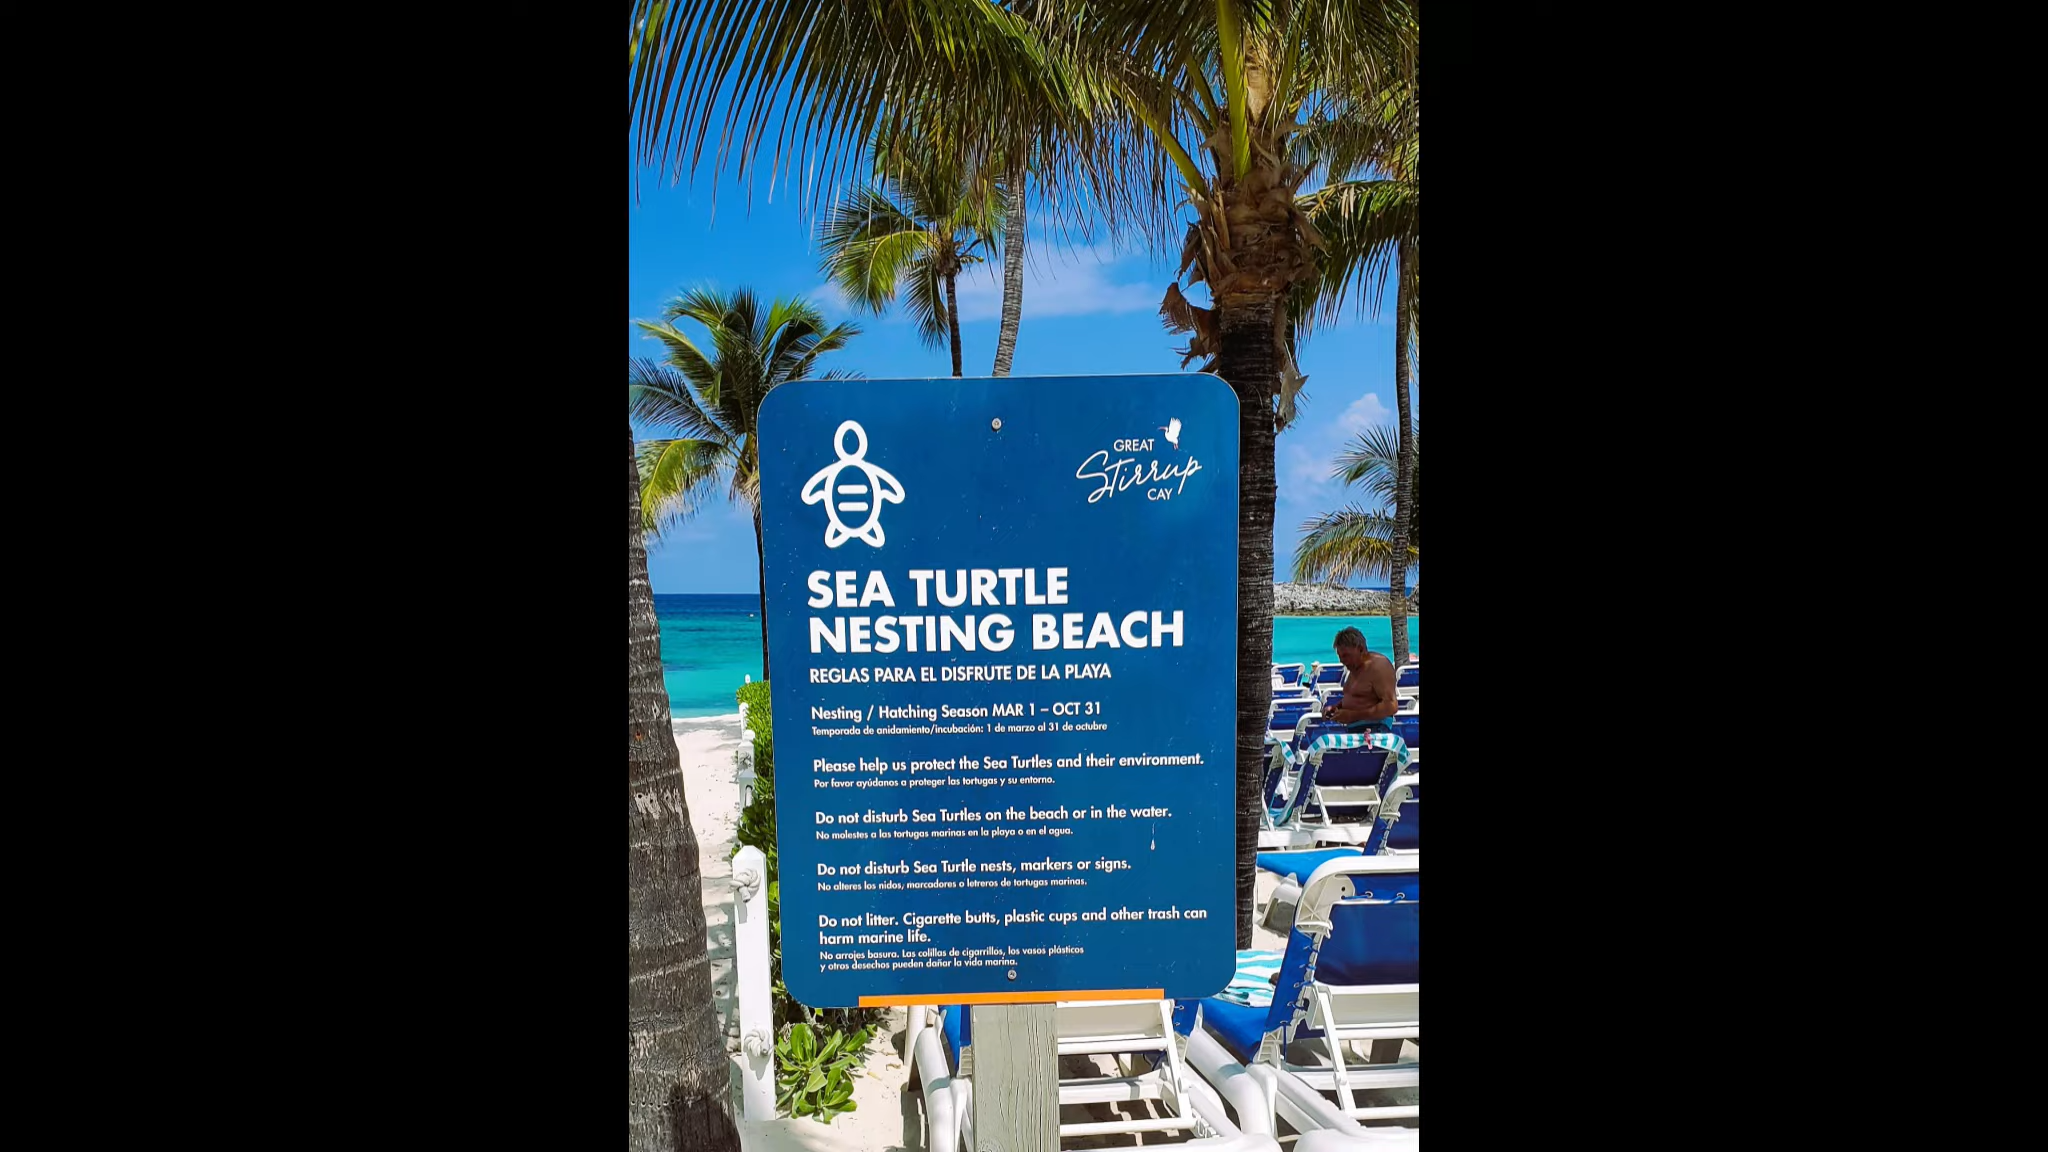 GREAT
Stirrup
CAY
SEA TURTLE
NESTING BEACH
REGLAS PARA EL DISFRUTE DE LA PLAYA
Nesting / Hatching Season MAR 1 – OCT 31
Temporada de anidamiento/incubación: 1 de marzo al 31 de octubre
Please help us protect the Sea Turtles and their environment.
Por favor ayúdanos a proteger las tortugas y su entorno.
Do not disturb Sea Turtles on the beach or in the water.
No molestes a las tortugas marinas en la playa o en el agua.
Do not disturb Sea Turtle nests, markers or signs.
No alteres los nidos, marcadores o letreros de tortugas marinas.
Do not litter. Cigarette butts, plastic cups and other trash can
harm marine life.
No arrojes basura. Las colillas de cigarrillos, los vasos plásticos
y otros desechos pueden dañar la vida marina.